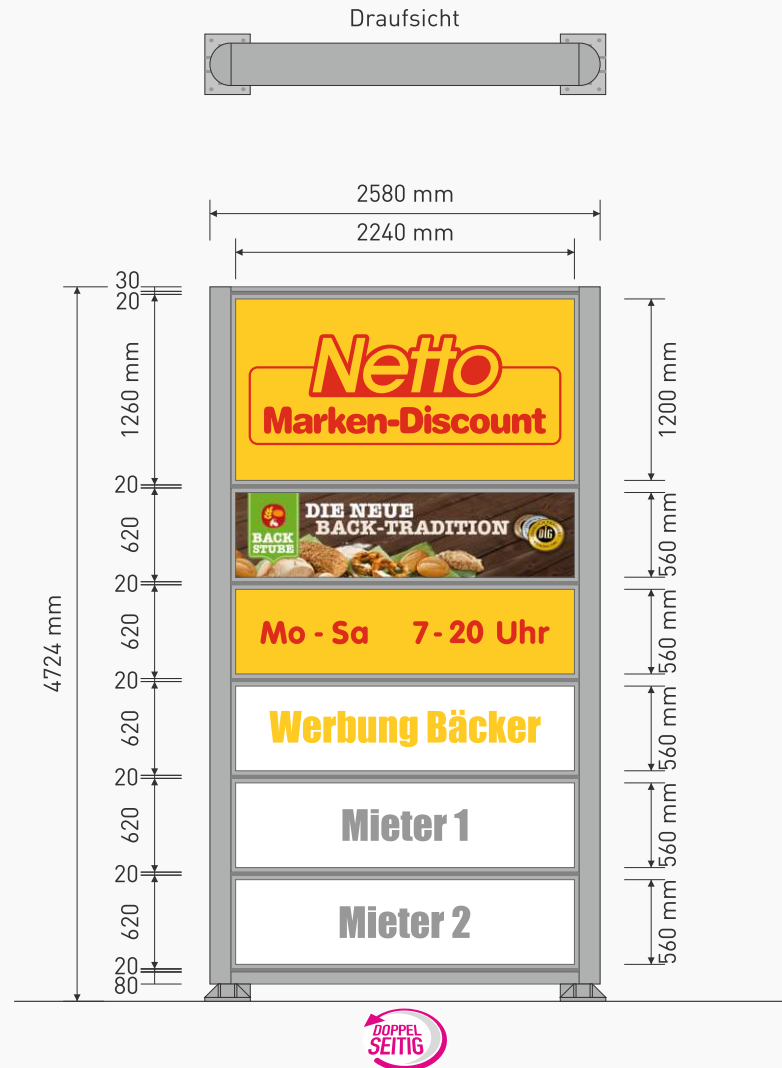 Draufsicht
2580 mm
2240 mm
30
20
1260 mm
20
620
20
620
20
620
20
620
20
620
20
80
4724 mm
Netto
Marken-Discount
BACK
STUBE
DIE NEUE
BACK-TRADITION
DLG
Mo - Sa 7 - 20 Uhr
Werbung Bäcker
Mieter 1
Mieter 2
1200 mm
560 mm
560 mm
560 mm
560 mm
560 mm
DOPPEL
SEITIG